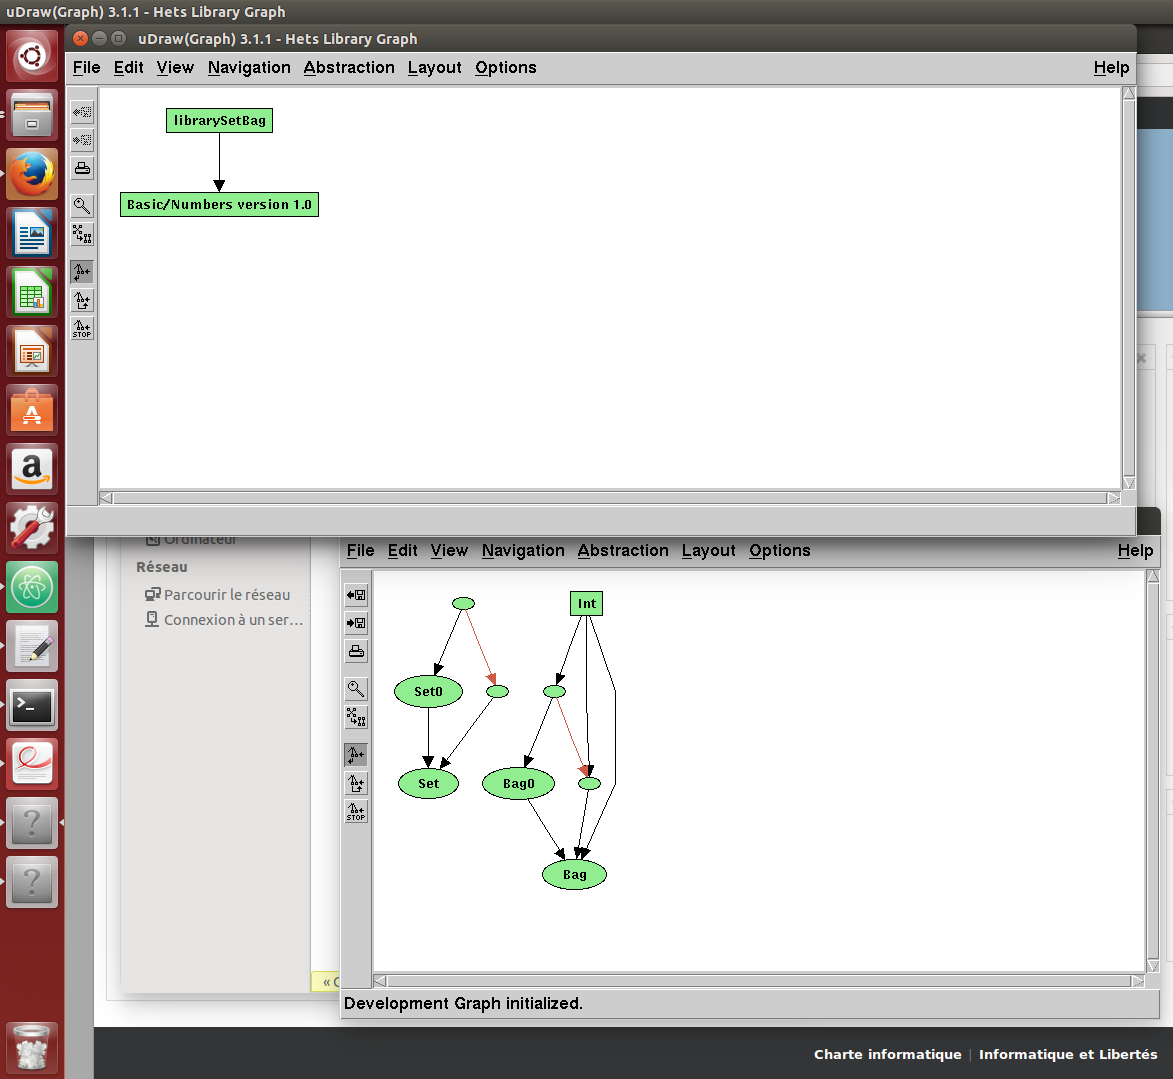 uDraw(Graph) 3.1.1 - Hets Library Graph
uDraw(Graph) 3.1.1 - Hets Library Graph
File Edit View Navigation Abstraction Layout Options Help
librarySetBag
Basic/Numbers version 1.0
STOP
Ordinateur
Réseau
Parcourir le réseau
Connexion à un ser...
File Edit View Navigation Abstraction Layout Options Help
Int
Set0
Set
Bag0
Bag
STOP
Development Graph initialized.
Charte informatique | Informatique et Libertés